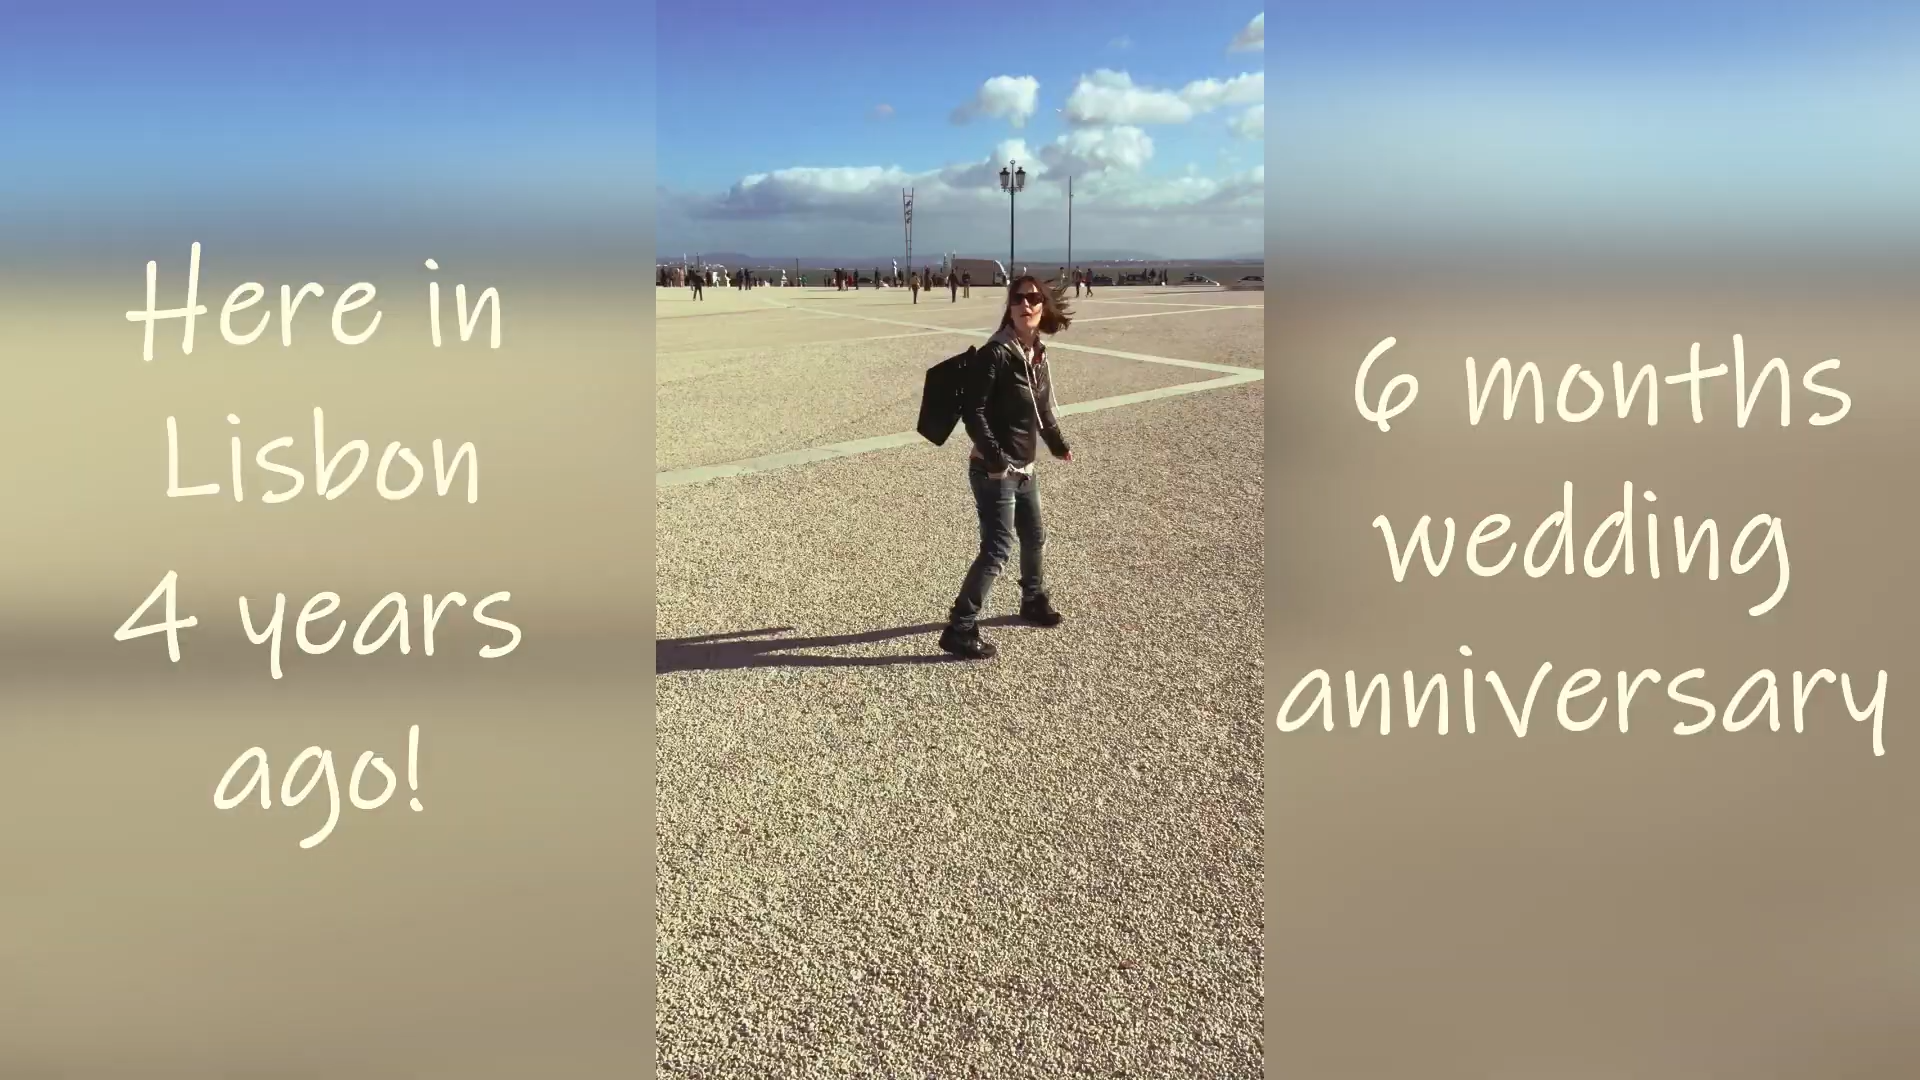 Here in
Lisbon
4 years
ago!
6 months
wedding
anniversary